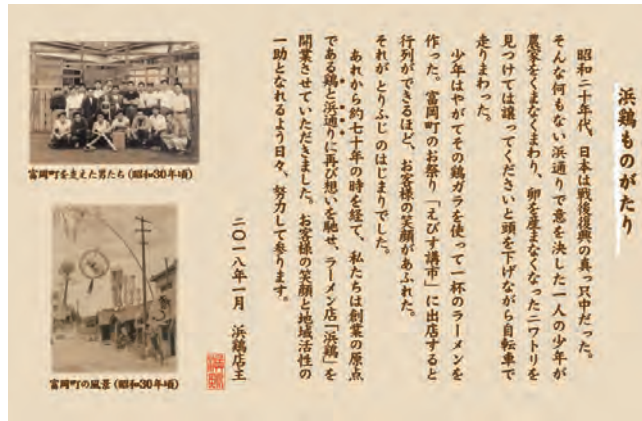 浜鶏ものがたり
昭和二十年代、日本は戦後復興の真っ只中だった。
そんな何もない浜通りで意を決した一人の少年が
農家をくまなくまわり、卵を産まなくなったニワトリを
見つけては譲ってくださいと頭を下げながら自転車で
走りまわった。
少年はやがてその鶏ガラを使って一杯のラーメンを
作った。富岡町のお祭り「えびす講市」に出店すると
行列ができるほど、お客様の笑顔があふれた。
それがとりふじのはじまりでした。
あれから約七十年の時を経て、私たちは創業の原点
である鶏と浜通りに再び想いを馳せ、ラーメン店「浜鶏」を
開業させていただきました。お客様の笑顔と地域活性の
一助となれるよう日々、努力して参ります。
二〇一八年一月 浜鶏店主
富岡町を支えた男たち(昭和30年頃)
富岡町の風景(昭和30年頃)